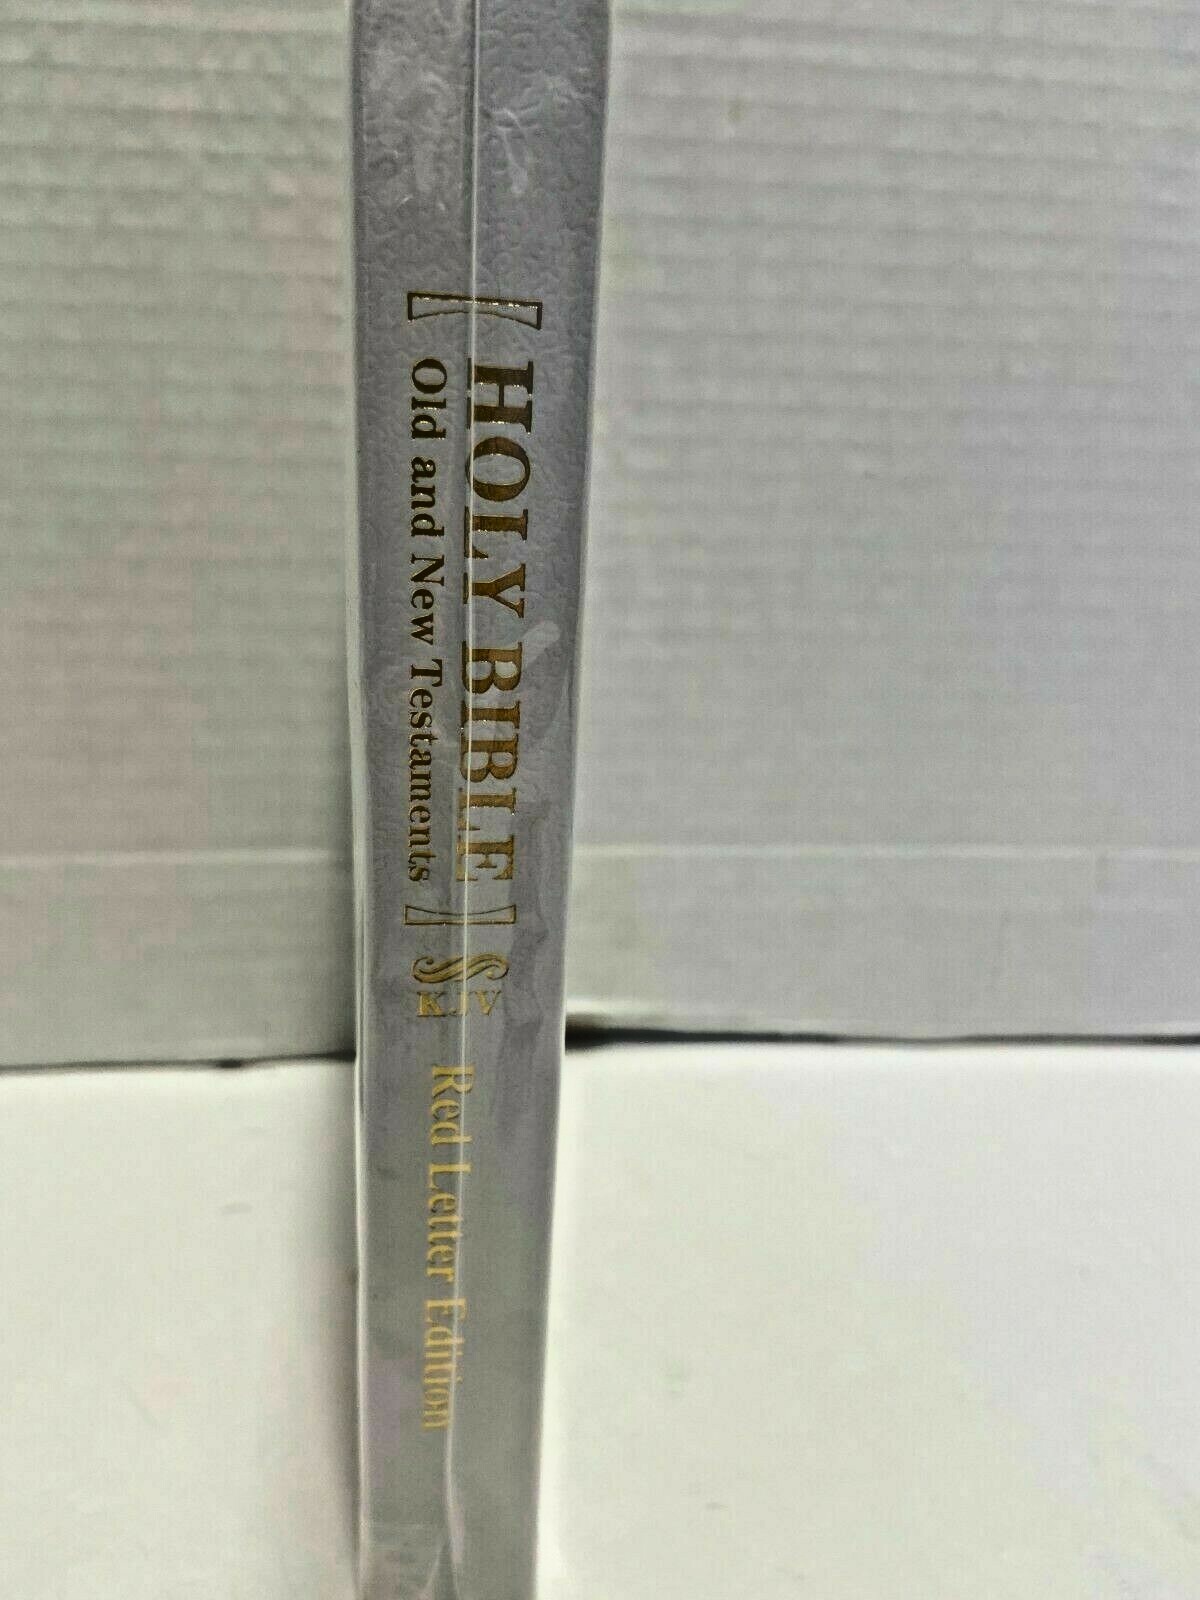 HOLY BIBLE
Old and New Testaments
KJV
Red Letter Edition